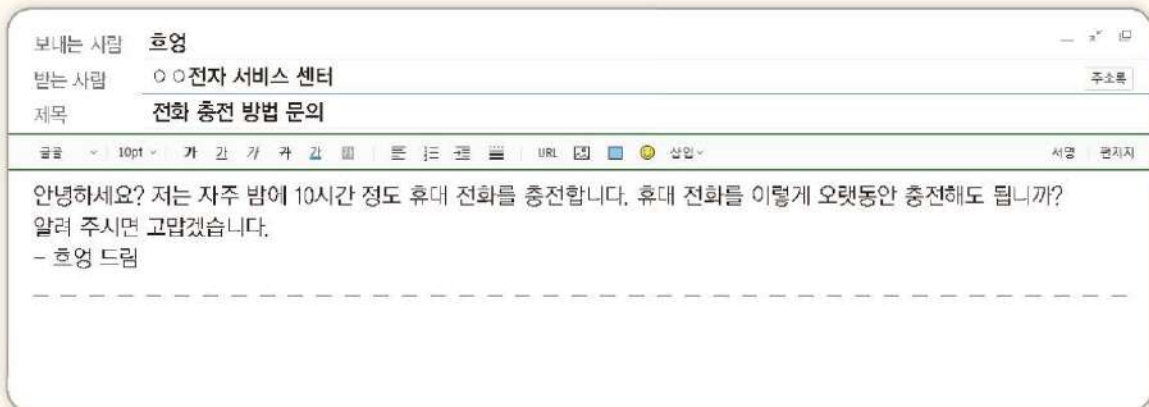 보내는 사람 흐엉
받는 사람 ○○전자 서비스 센터 주소록
제목 전화 충전 방법 문의
글꼴 10pt 가 가 가 가 가 URL 삽입 서명 편지지
안녕하세요? 저는 자주 밤에 10시간 정도 휴대 전화를 충전합니다. 휴대 전화를 이렇게 오랫동안 충전해도 됩니까?
알려 주시면 고맙겠습니다.
– 흐엉 드림